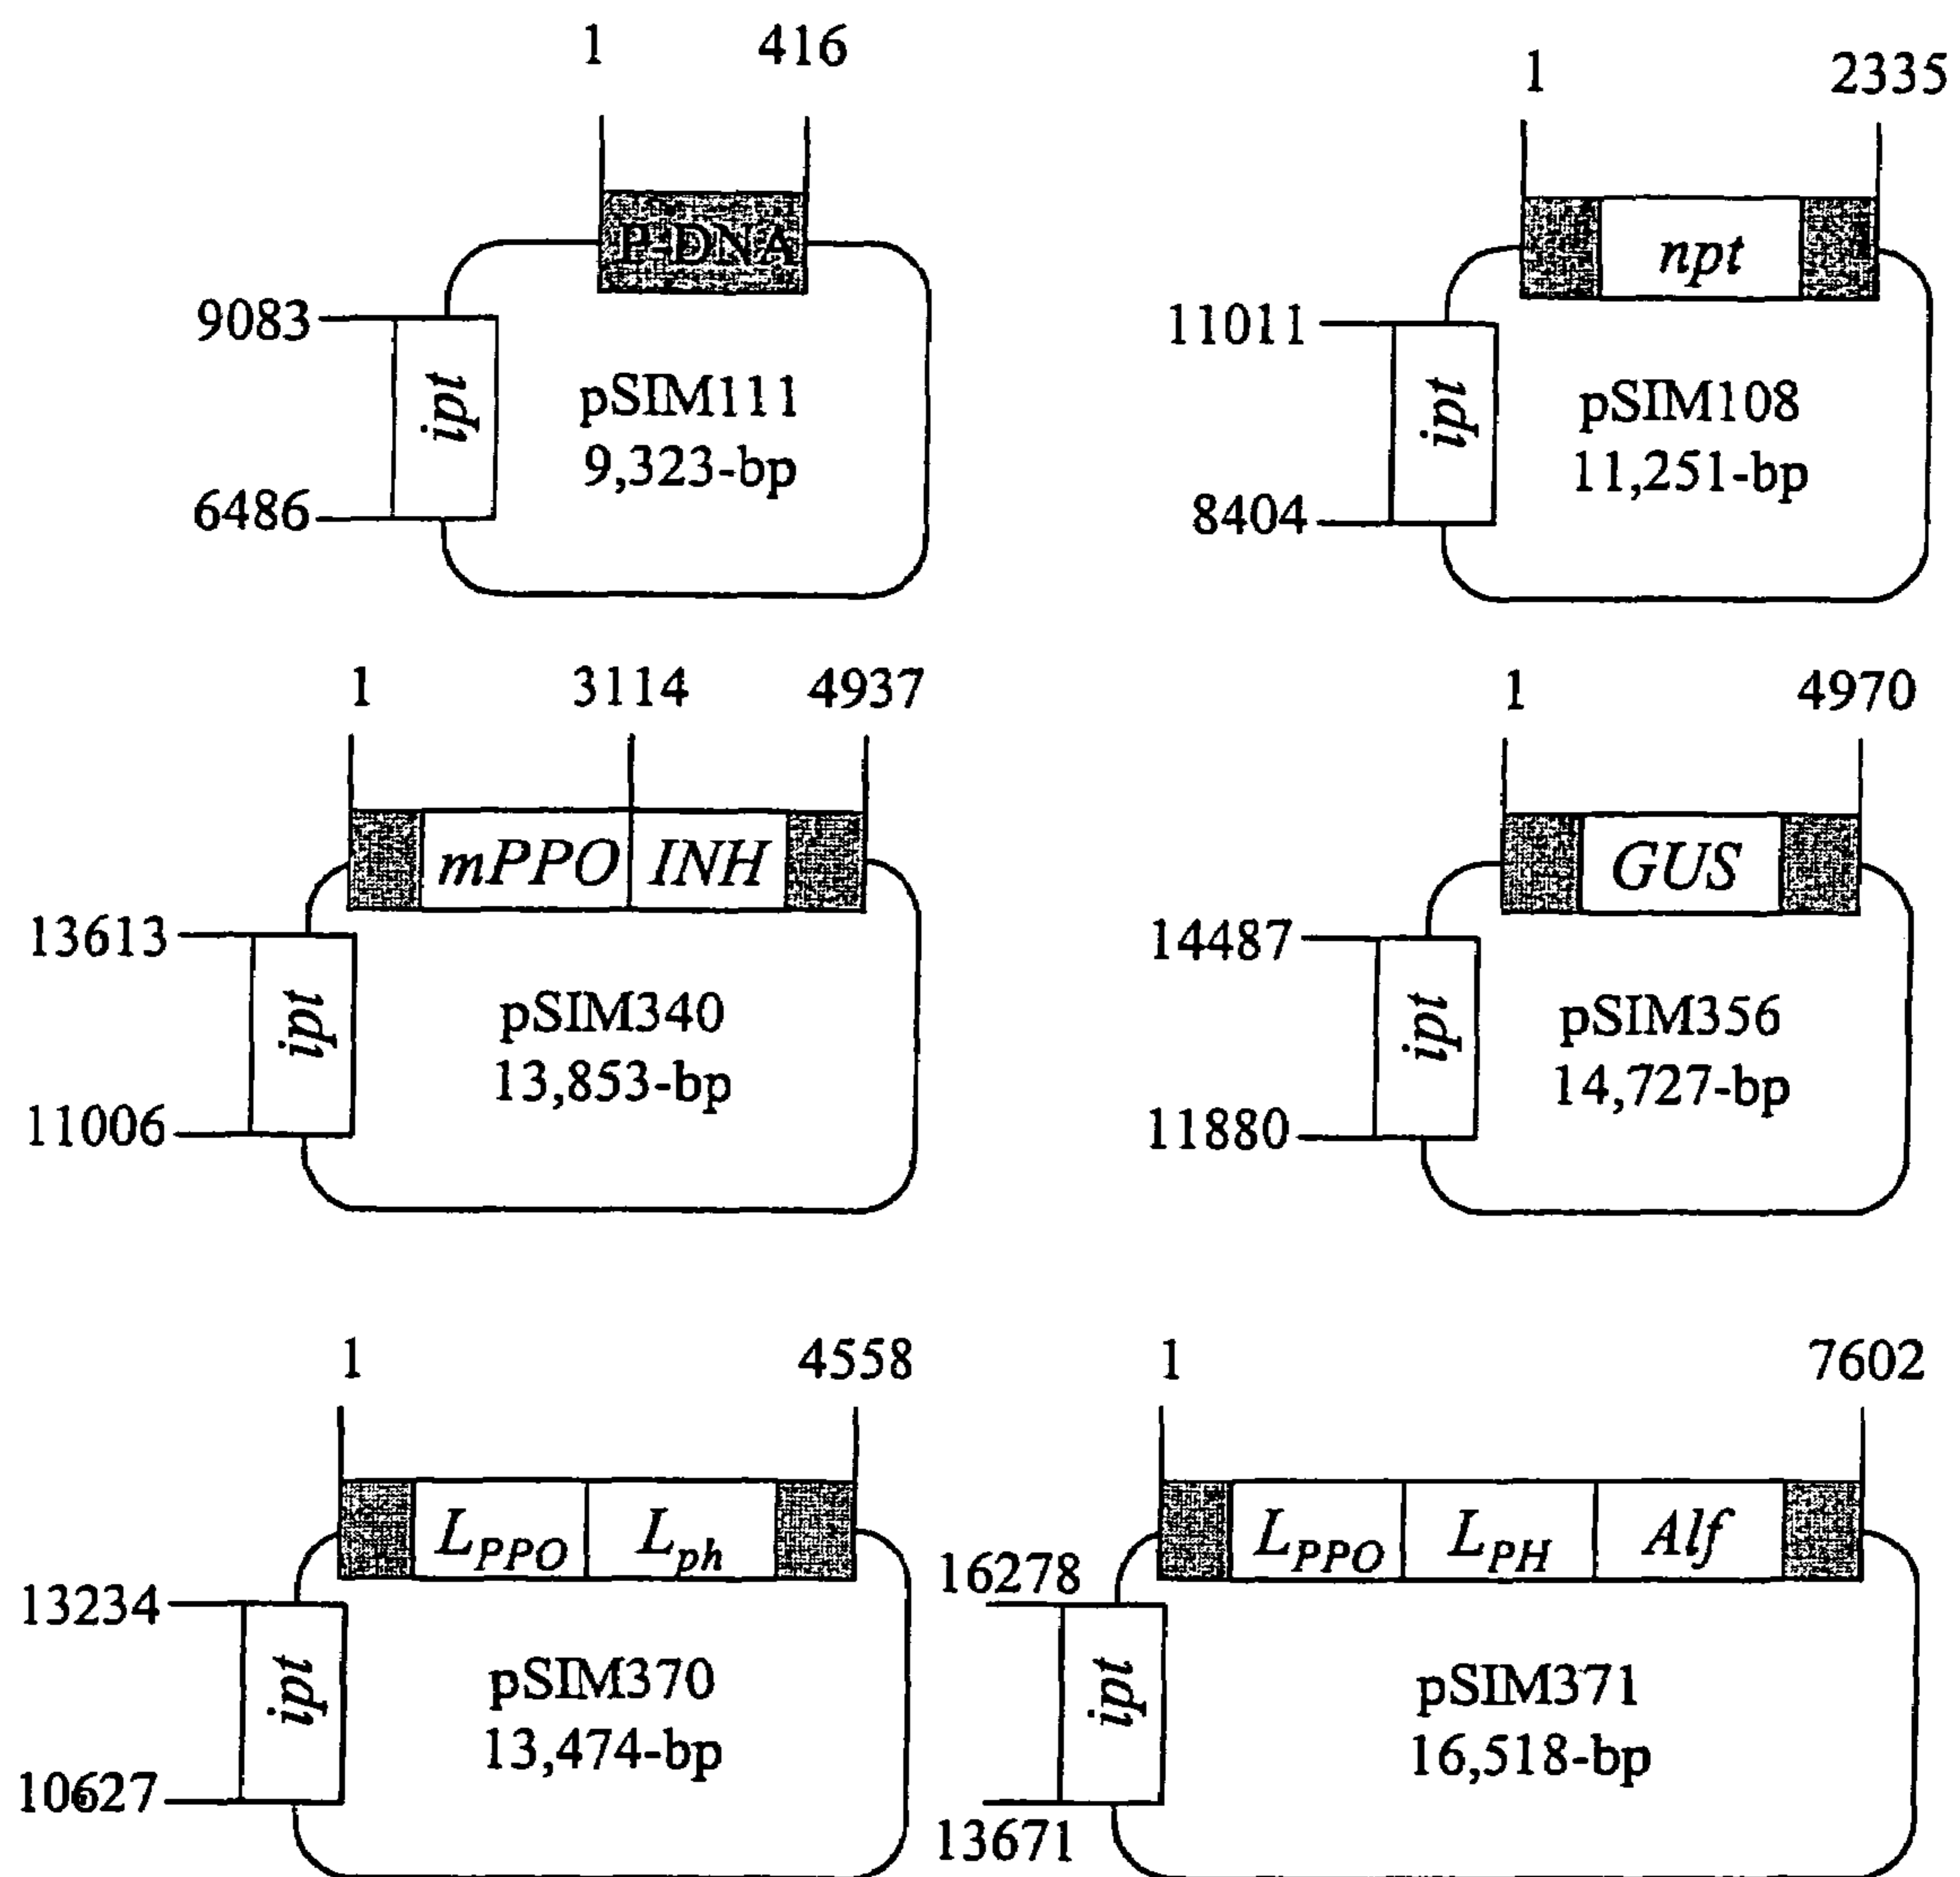 1 416
P-DNA
9083
ipt
6486
pSIM111
9,323-bp
1 2335
npt
11011
ipt
8404
pSIM108
11,251-bp
1 3114 4937
mPPO INH
13613
ipt
11006
pSIM340
13,853-bp
1 4970
GUS
14487
ipt
11880
pSIM356
14,727-bp
1 4558
LPPO Lph
13234
ipt
10627
pSIM370
13,474-bp
1 7602
LPPO LPH Alf
16278
ipt
13671
pSIM371
16,518-bp